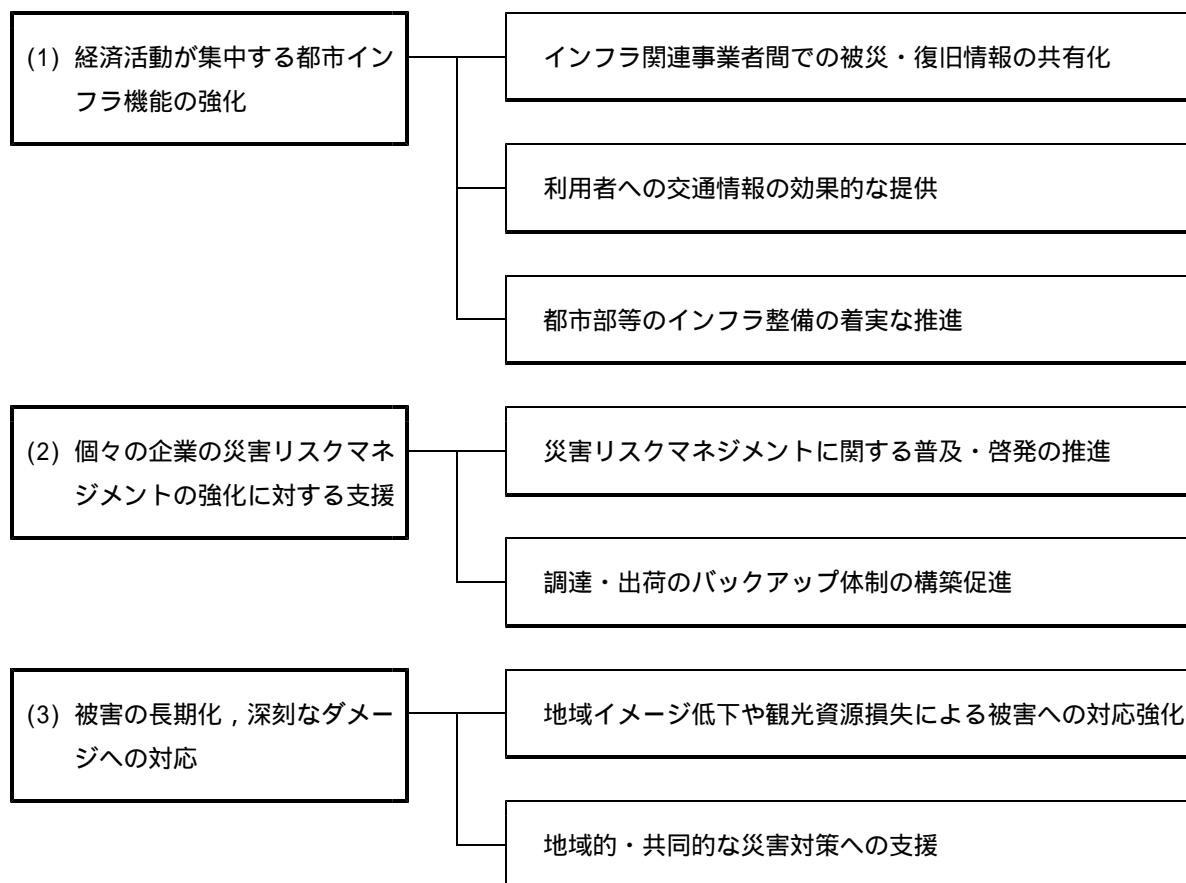 (1) 経済活動が集中する都市イン
フラ機能の強化
インフラ関連事業者間での被災・復旧情報の共有化
利用者への交通情報の効果的な提供
都市部等のインフラ整備の着実な推進
(2) 個々の企業の災害リスクマネ
ジメントの強化に対する支援
災害リスクマネジメントに関する普及・啓発の推進
調達・出荷のバックアップ体制の構築促進
(3) 被害の長期化，深刻なダメー
ジへの対応
地域イメージ低下や観光資源損失による被害への対応強化
地域的・共同的な災害対策への支援